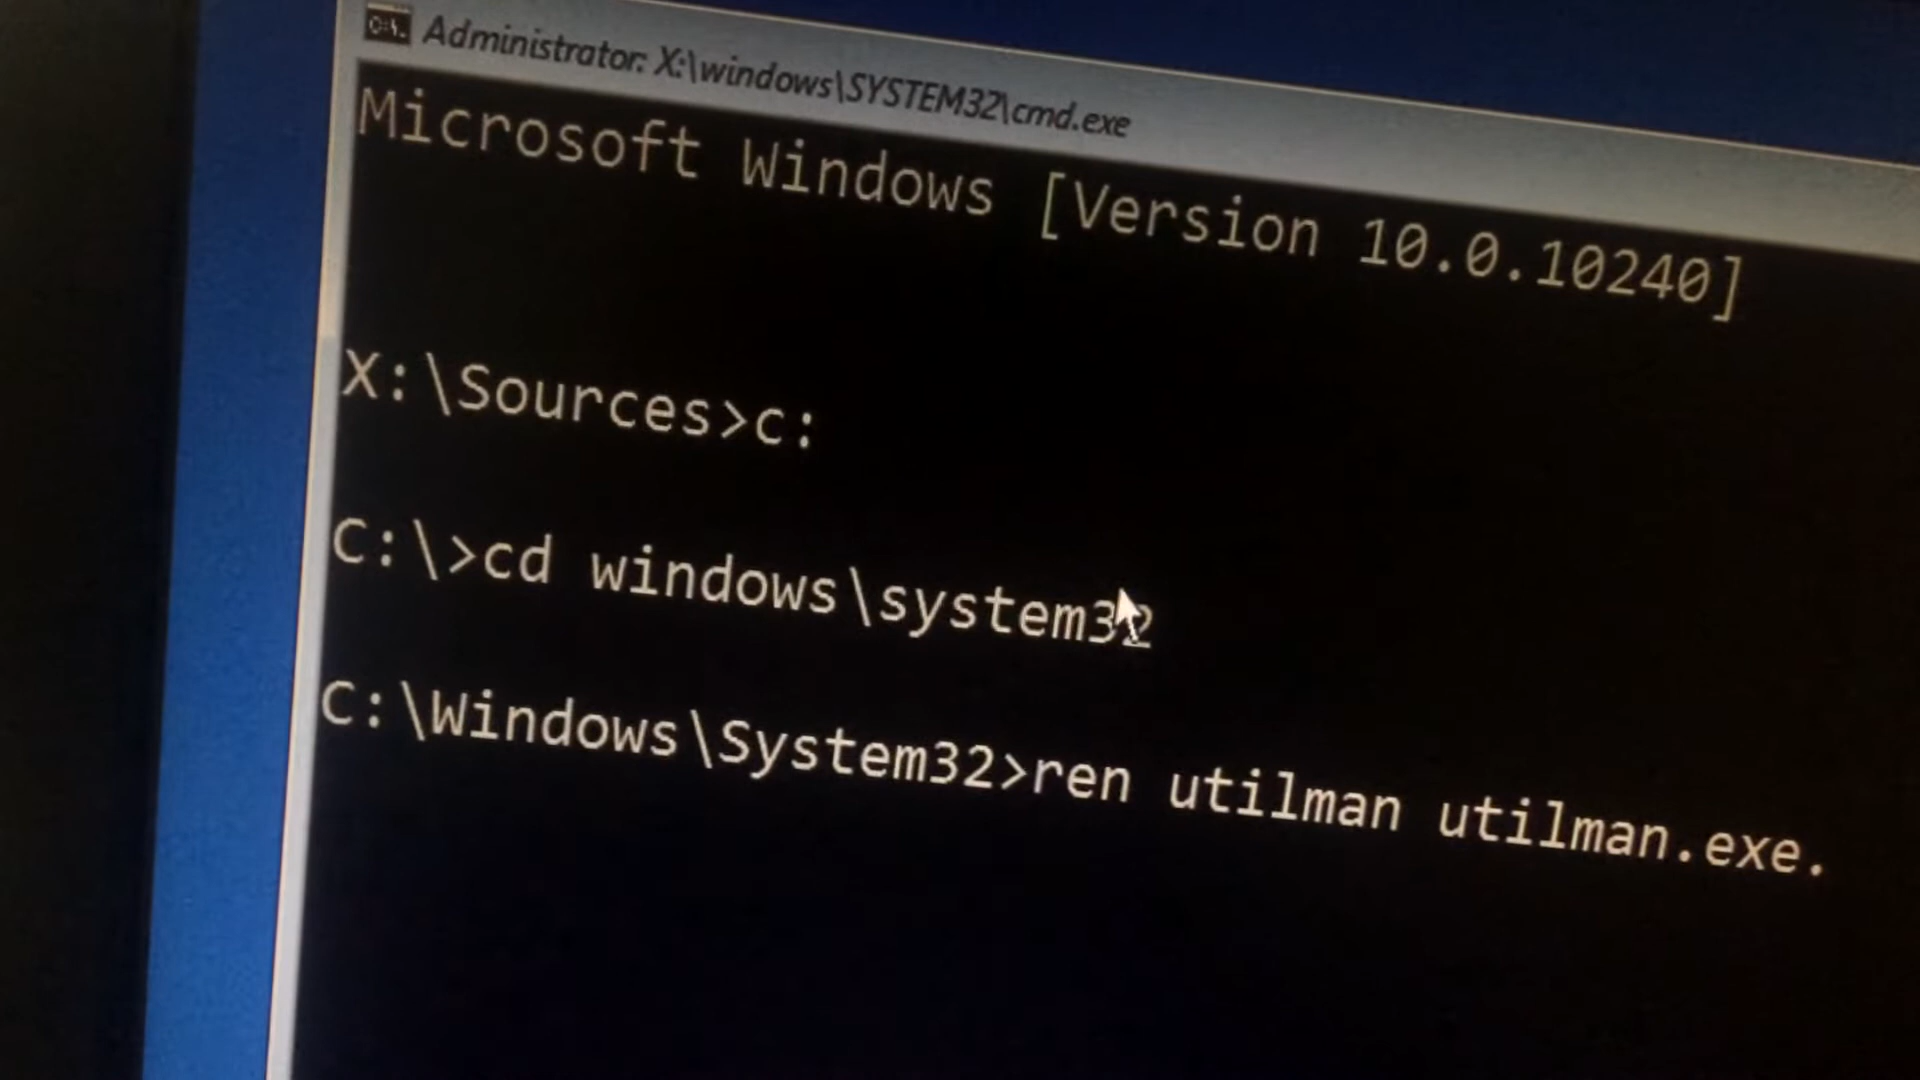 Administrator: X:\windows\SYSTEM32\cmd.exe
Microsoft Windows [Version 10.0.10240]
X:\Sources>c:
C:\>cd windows\system32
C:\Windows\System32>ren utilman utilman.exe.